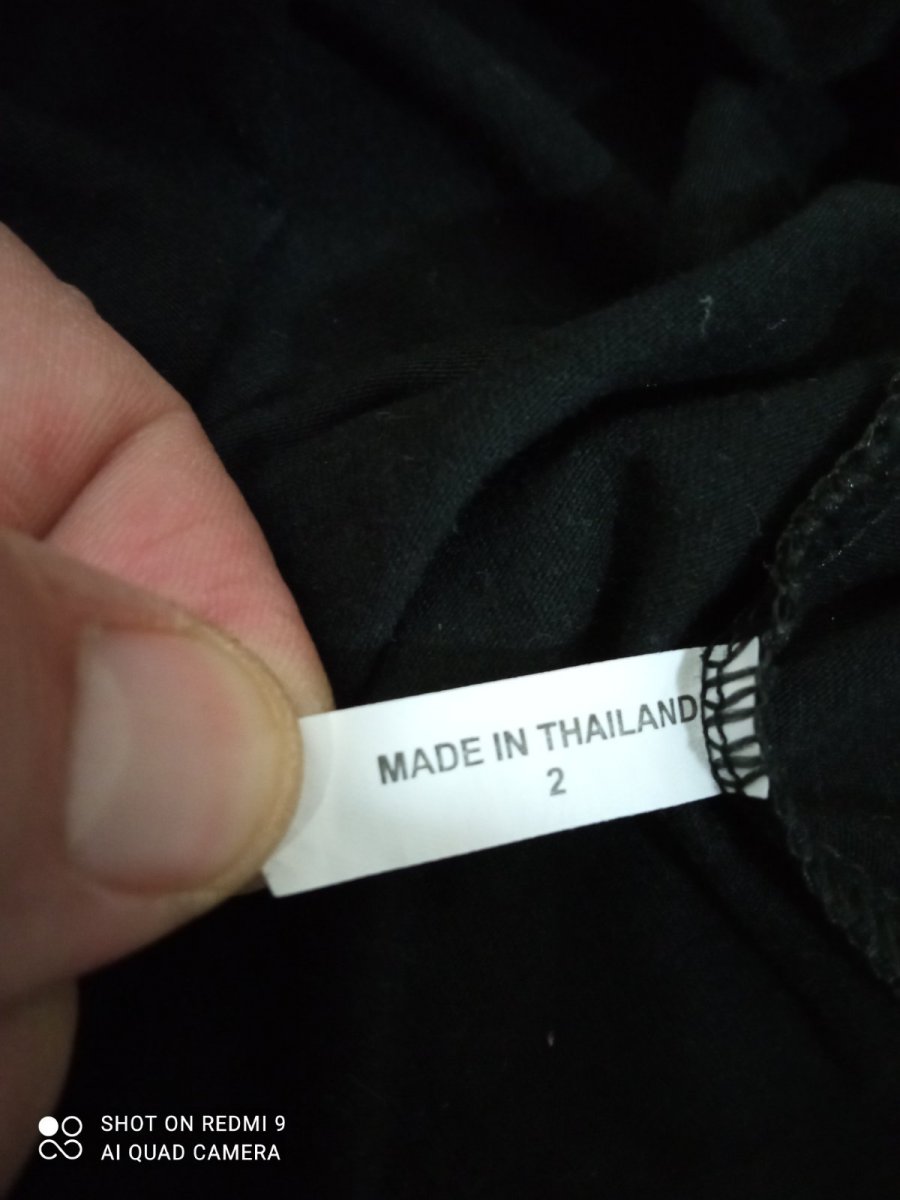 MADE IN THAILAND
2
SHOT ON REDMI 9
AI QUAD CAMERA